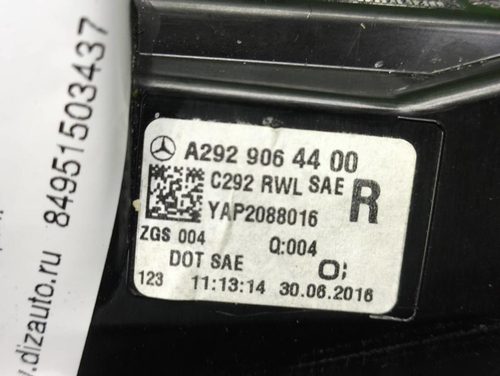 A292 906 44 00
C292 RWL SAE
R
YAP2088016
ZGS 004 Q:004
DOT SAE O;
123 11:13:14 30.06.2016
.dizauto.ru 84951503437